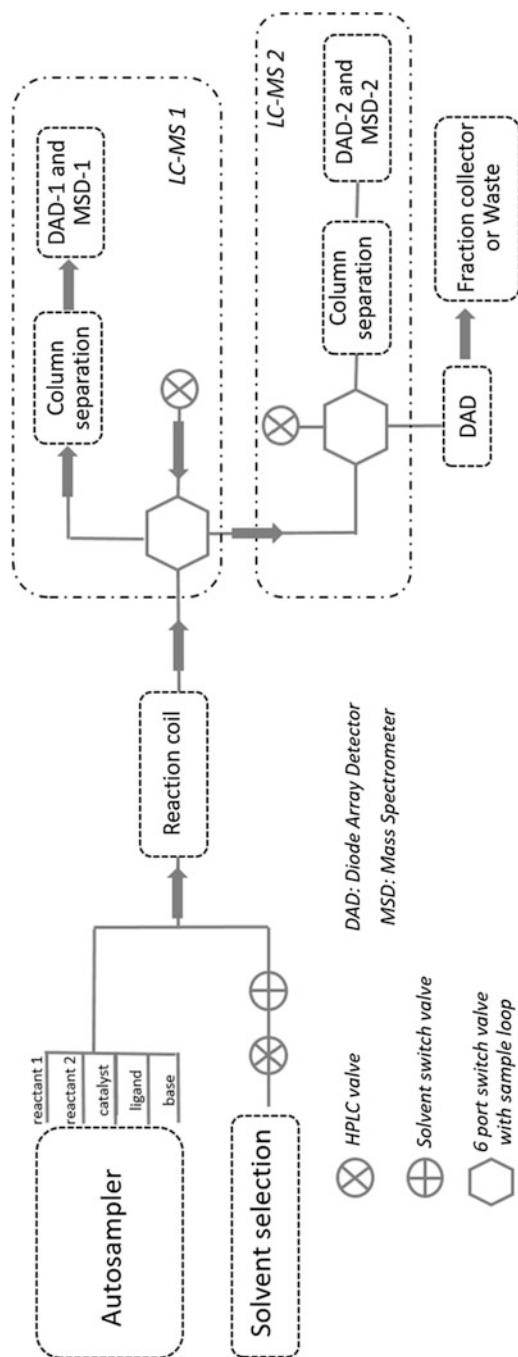 Autosampler
reactant 1
reactant 2
catalyst
ligand
base
Solvent selection
Reaction coil
Column
separation
DAD-1 and
MSD-1
LC-MS 1
LC-MS 2
Column
separation
DAD-2 and
MSD-2
DAD
Fraction collector
or Waste
HPLC valve
Solvent switch valve
6 port switch valve
with sample loop
DAD: Diode Array Detector
MSD: Mass Spectrometer